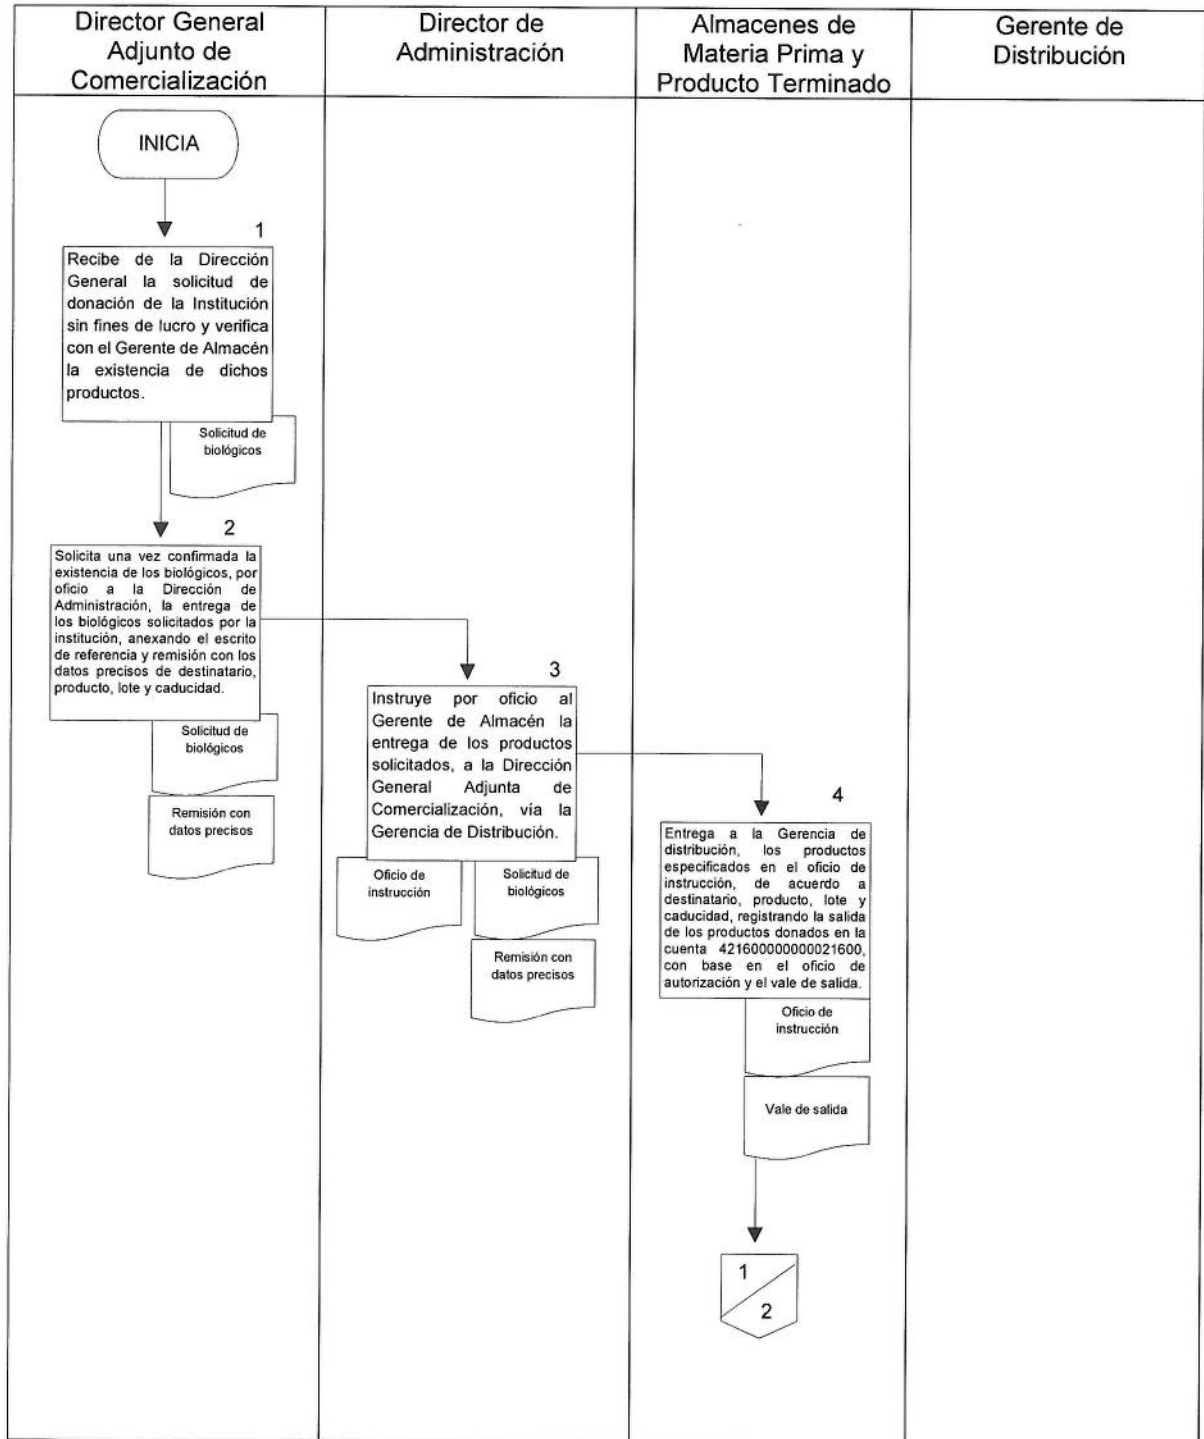 Director General
Adjunto de
Comercialización
Director de
Administración
Almacenes de
Materia Prima y
Producto Terminado
Gerente de
Distribución
INICIA
1
Recibe de la Dirección
General la solicitud de
donación de la Institución
sin fines de lucro y verifica
con el Gerente de Almacén
la existencia de dichos
productos.
Solicitud de
biológicos
2
Solicita una vez confirmada la
existencia de los biológicos, por
oficio a la Dirección de
Administración, la entrega de
los biológicos solicitados por la
institución, anexando el escrito
de referencia y remisión con los
datos precisos de destinatario,
producto, lote y caducidad.
Solicitud de
biológicos
Remisión con
datos precisos
3
Instruye por oficio al
Gerente de Almacén la
entrega de los productos
solicitados, a la Dirección
General Adjunta de
Comercialización, vía la
Gerencia de Distribución.
Oficio de
instrucción
Solicitud de
biológicos
Remisión con
datos precisos
4
Entrega a la Gerencia de
distribución, los productos
especificados en el oficio de
instrucción, de acuerdo a
destinatario, producto, lote y
caducidad, registrando la salida
de los productos donados en la
cuenta 421600000000021600,
con base en el oficio de
autorización y el vale de salida.
Oficio de
instrucción
Vale de salida
1
2